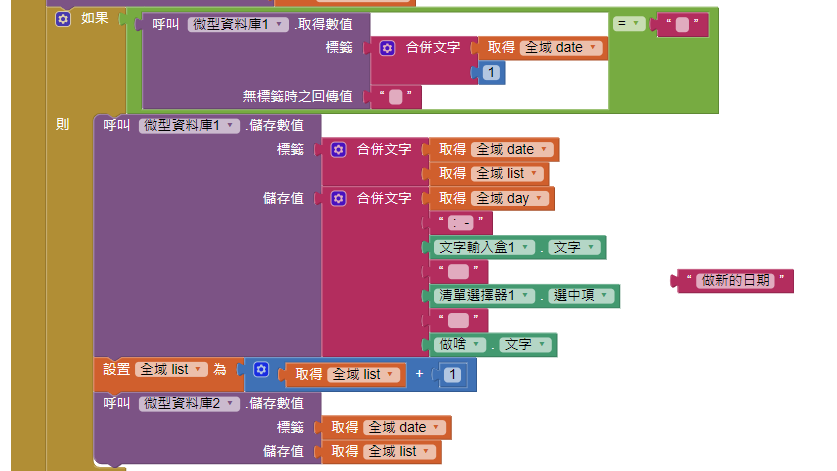 如果 呼叫 微型資料庫1 .取得數值 = “ ”
標籤 合併文字 取得 全域 date
1
無標籤時之回傳值 “ ”
則 呼叫 微型資料庫1 .儲存數值
標籤 合併文字 取得 全域 date
取得 全域 list
儲存值 合併文字 取得 全域 day
“ : - ”
文字輸入盒1 . 文字
“ ” “ 做新的日期 ”
清單選擇器1 . 選中項
“ ”
做啥 . 文字
設置 全域 list 為 取得 全域 list + 1
呼叫 微型資料庫2 .儲存數值
標籤 取得 全域 date
儲存值 取得 全域 list